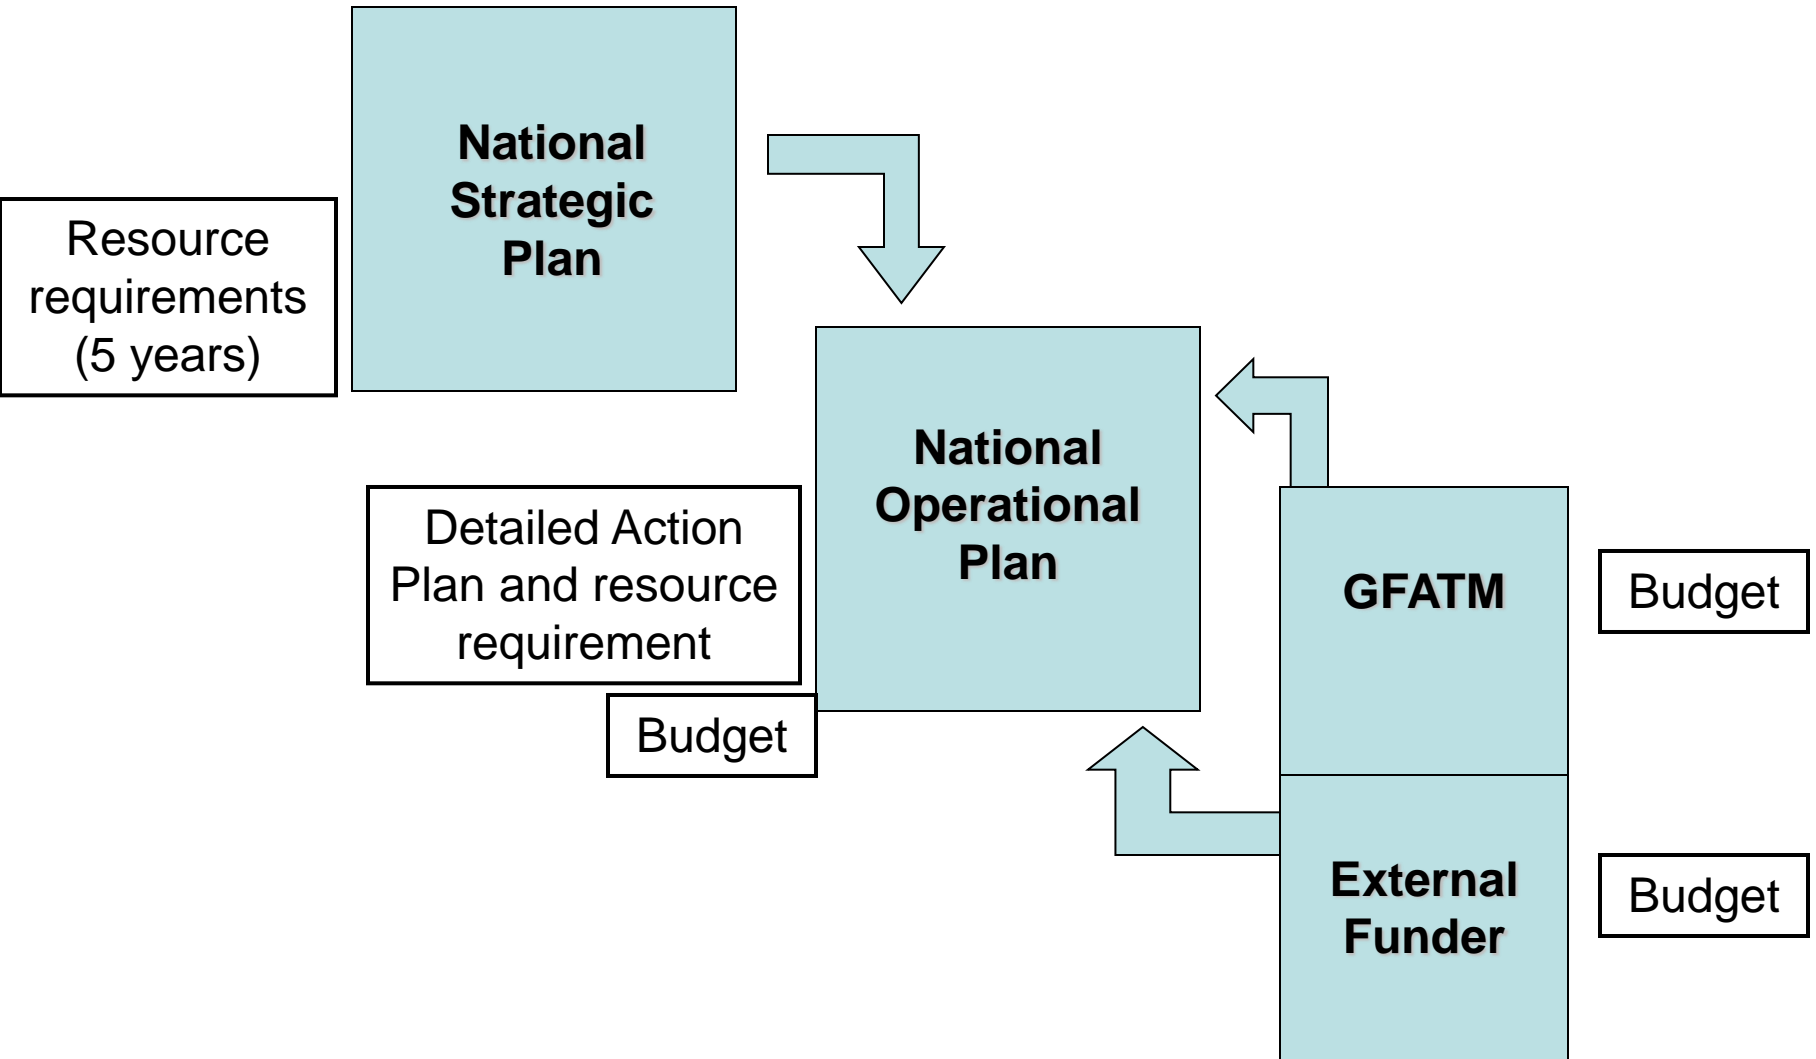 National
Strategic
Plan
Resource
requirements
(5 years)
National
Operational
Plan
Detailed Action
Plan and resource
requirement
Budget
GFATM
Budget
External
Funder
Budget